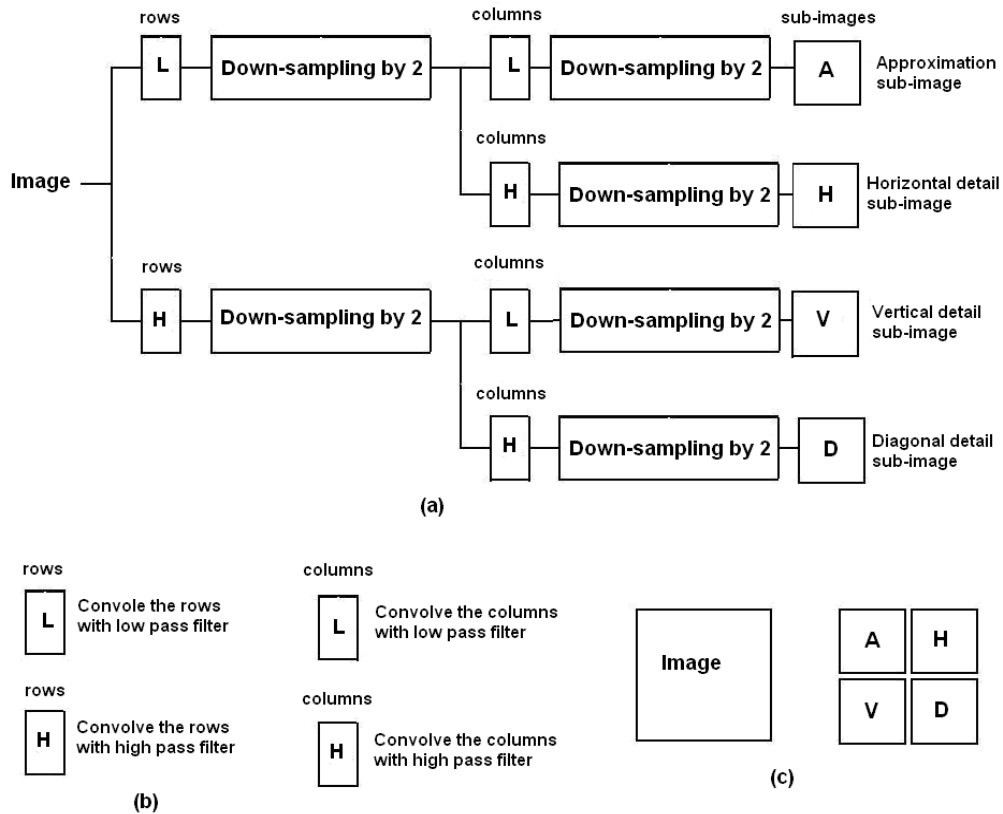 rows
columns
sub-images
L
Down-sampling by 2
L
Down-sampling by 2
A
Approximation
sub-image
columns
Image
H
Down-sampling by 2
H
Horizontal detail
sub-image
rows
columns
H
Down-sampling by 2
L
Down-sampling by 2
V
Vertical detail
sub-image
columns
H
Down-sampling by 2
D
Diagonal detail
sub-image
(a)
rows
L
Convole the rows
with low pass filter
columns
L
Convolve the columns
with low pass filter
rows
H
Convolve the rows
with high pass filter
columns
H
Convolve the columns
with high pass filter
(b)
Image
A
H
V
D
(c)